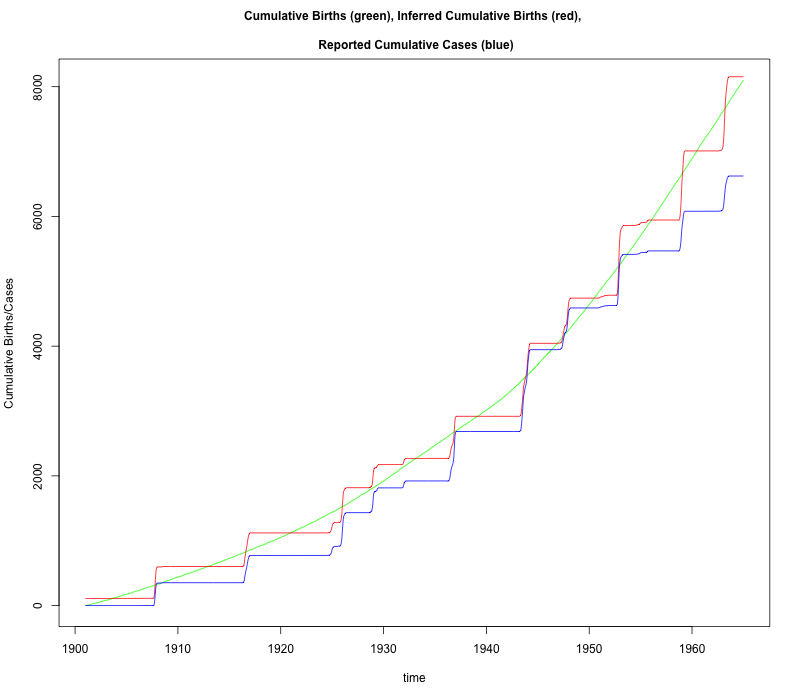 Cumulative Births (green), Inferred Cumulative Births (red),
Reported Cumulative Cases (blue)
Cumulative Births/Cases
8000
6000
4000
2000
0
1900 1910 1920 1930 1940 1950 1960
time